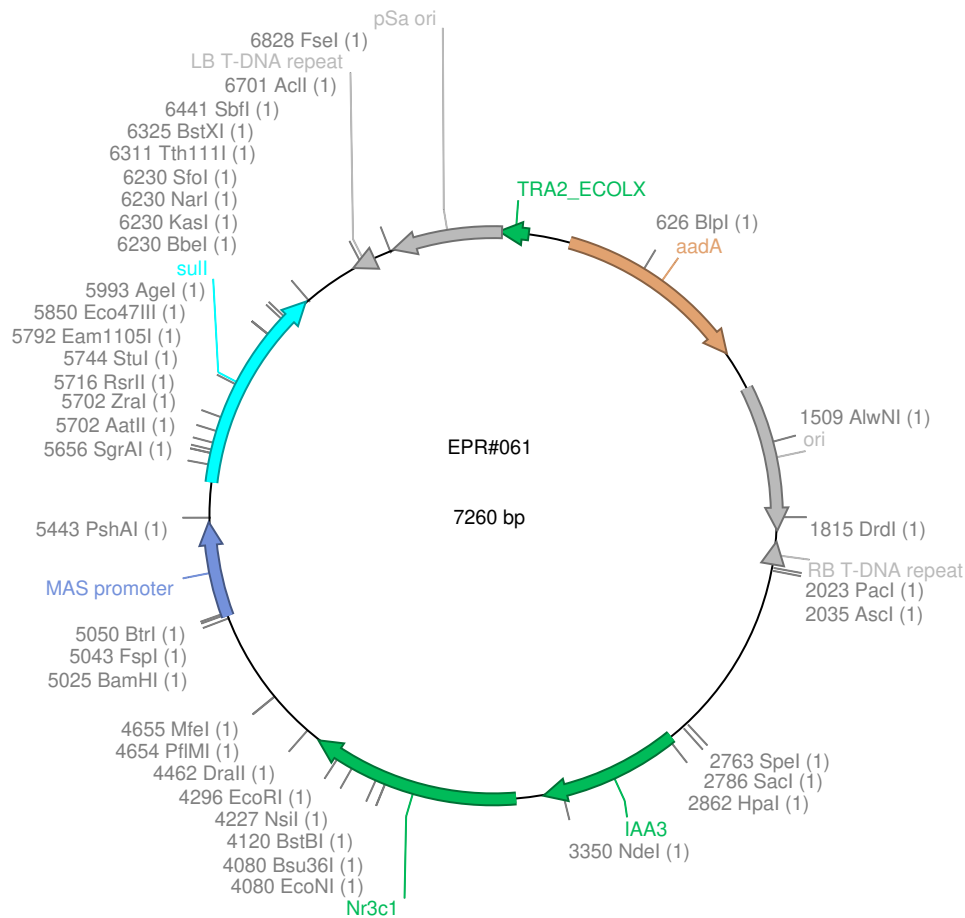 pSa ori
6828 FseI (1)
LB T-DNA repeat
6701 AclI (1)
6441 SbfI (1)
6325 BstXI (1)
6311 Tth111I (1)
6230 SfoI (1)
6230 NarI (1)
6230 KasI (1)
6230 BbeI (1)
sulI
5993 AgeI (1)
5850 Eco47III (1)
5792 Eam1105I (1)
5744 StuI (1)
5716 RsrII (1)
5702 ZraI (1)
5702 AatII (1)
5656 SgrAI (1)
5443 PshAI (1)
MAS promoter
5050 BtrI (1)
5043 FspI (1)
5025 BamHI (1)
4655 MfeI (1)
4654 PflMI (1)
4462 DraII (1)
4296 EcoRI (1)
4227 NsiI (1)
4120 BstBI (1)
4080 Bsu36I (1)
4080 EcoNI (1)
Nr3c1
TRA2_ECOLX
626 BlpI (1)
aadA
1509 AlwNI (1)
ori
1815 DrdI (1)
RB T-DNA repeat
2023 PacI (1)
2035 AscI (1)
2763 SpeI (1)
2786 SacI (1)
2862 HpaI (1)
IAA3
3350 NdeI (1)
EPR#061
7260 bp